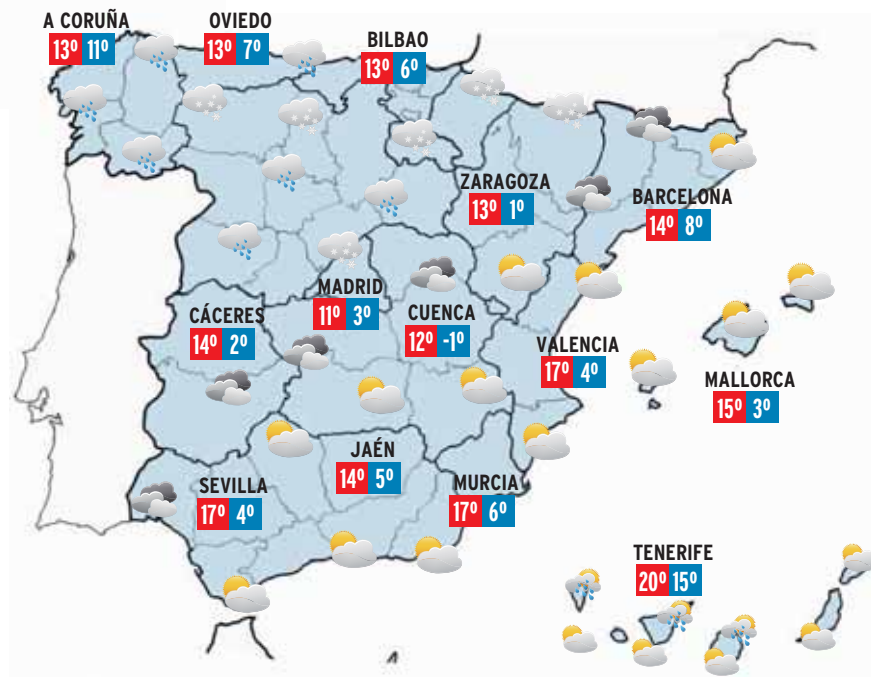 A CORUÑA
13º 11º
OVIEDO
13º 7º
BILBAO
13º 6º
ZARAGOZA
13º 1º
BARCELONA
14º 8º
MADRID
11º 3º
CÁCERES
14º 2º
CUENCA
12º -1º
VALENCIA
17º 4º
MALLORCA
15º 3º
JAÉN
14º 5º
SEVILLA
17º 4º
MURCIA
17º 6º
TENERIFE
20º 15º